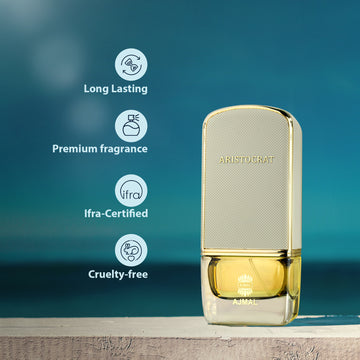 Long Lasting
Premium fragrance
ifra
Ifra-Certified
Cruelty-free
ARISTOCRAT
AJMAL